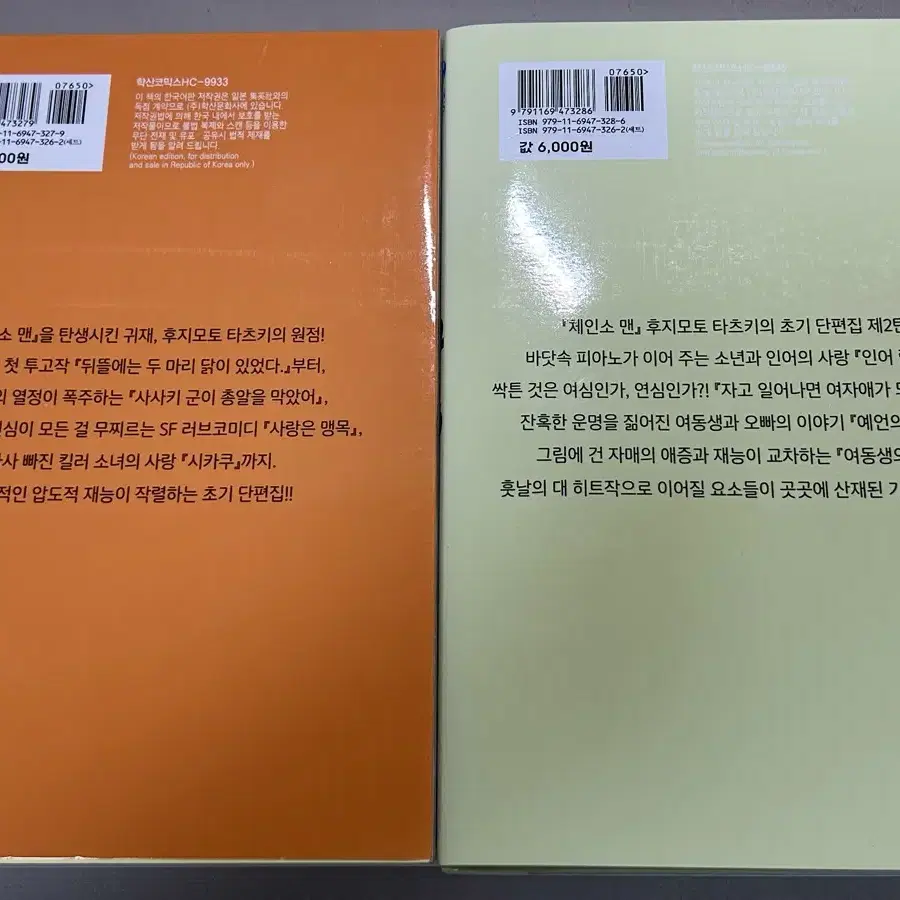 07650>
473279
-11-6947-327-9
-11-6947-326-2(세트)
00원
학산코믹스HC-9933
이 책의 한국어판 저작권은 일본 集英社와의
독점 계약으로 (주)학산문화사에 있습니다.
저작권법에 의해 한국 내에서 보호를 받는
저작물이므로 불법 복제와 스캔 등을 이용한
무단 전재 및 유포·공유시 법적 제재를
받게 됨을 알려 드립니다.
(Korean edition, for distribution
and sale in Republic of Korea only.)
소 맨』을 탄생시킨 귀재, 후지모토 타츠키의 원점!
첫 투고작 『뒤뜰에는 두 마리 닭이 있었다.』부터,
의 열정이 폭주하는 『사사키 군이 총알을 막았어』,
심이 모든 걸 무찌르는 SF 러브코미디 『사랑은 맹목』,
사 빠진 킬러 소녀의 사랑 『시카쿠』까지.
적인 압도적 재능이 작렬하는 초기 단편집!!
07650>
9 791169 473286
ISBN 979-11-6947-328-6
ISBN 979-11-6947-326-2(세트)
값 6,000원
『체인소 맨』 후지모토 타츠키의 초기 단편집 제2탄
바닷속 피아노가 이어 주는 소년과 인어의 사랑 『인어
싹튼 것은 여심인가, 연심인가?! 『자고 일어나면 여자애가
잔혹한 운명을 짊어진 여동생과 오빠의 이야기 『예언의
그림에 건 자매의 애증과 재능이 교차하는 『여동생의
훗날의 대 히트작으로 이어질 요소들이 곳곳에 산재된